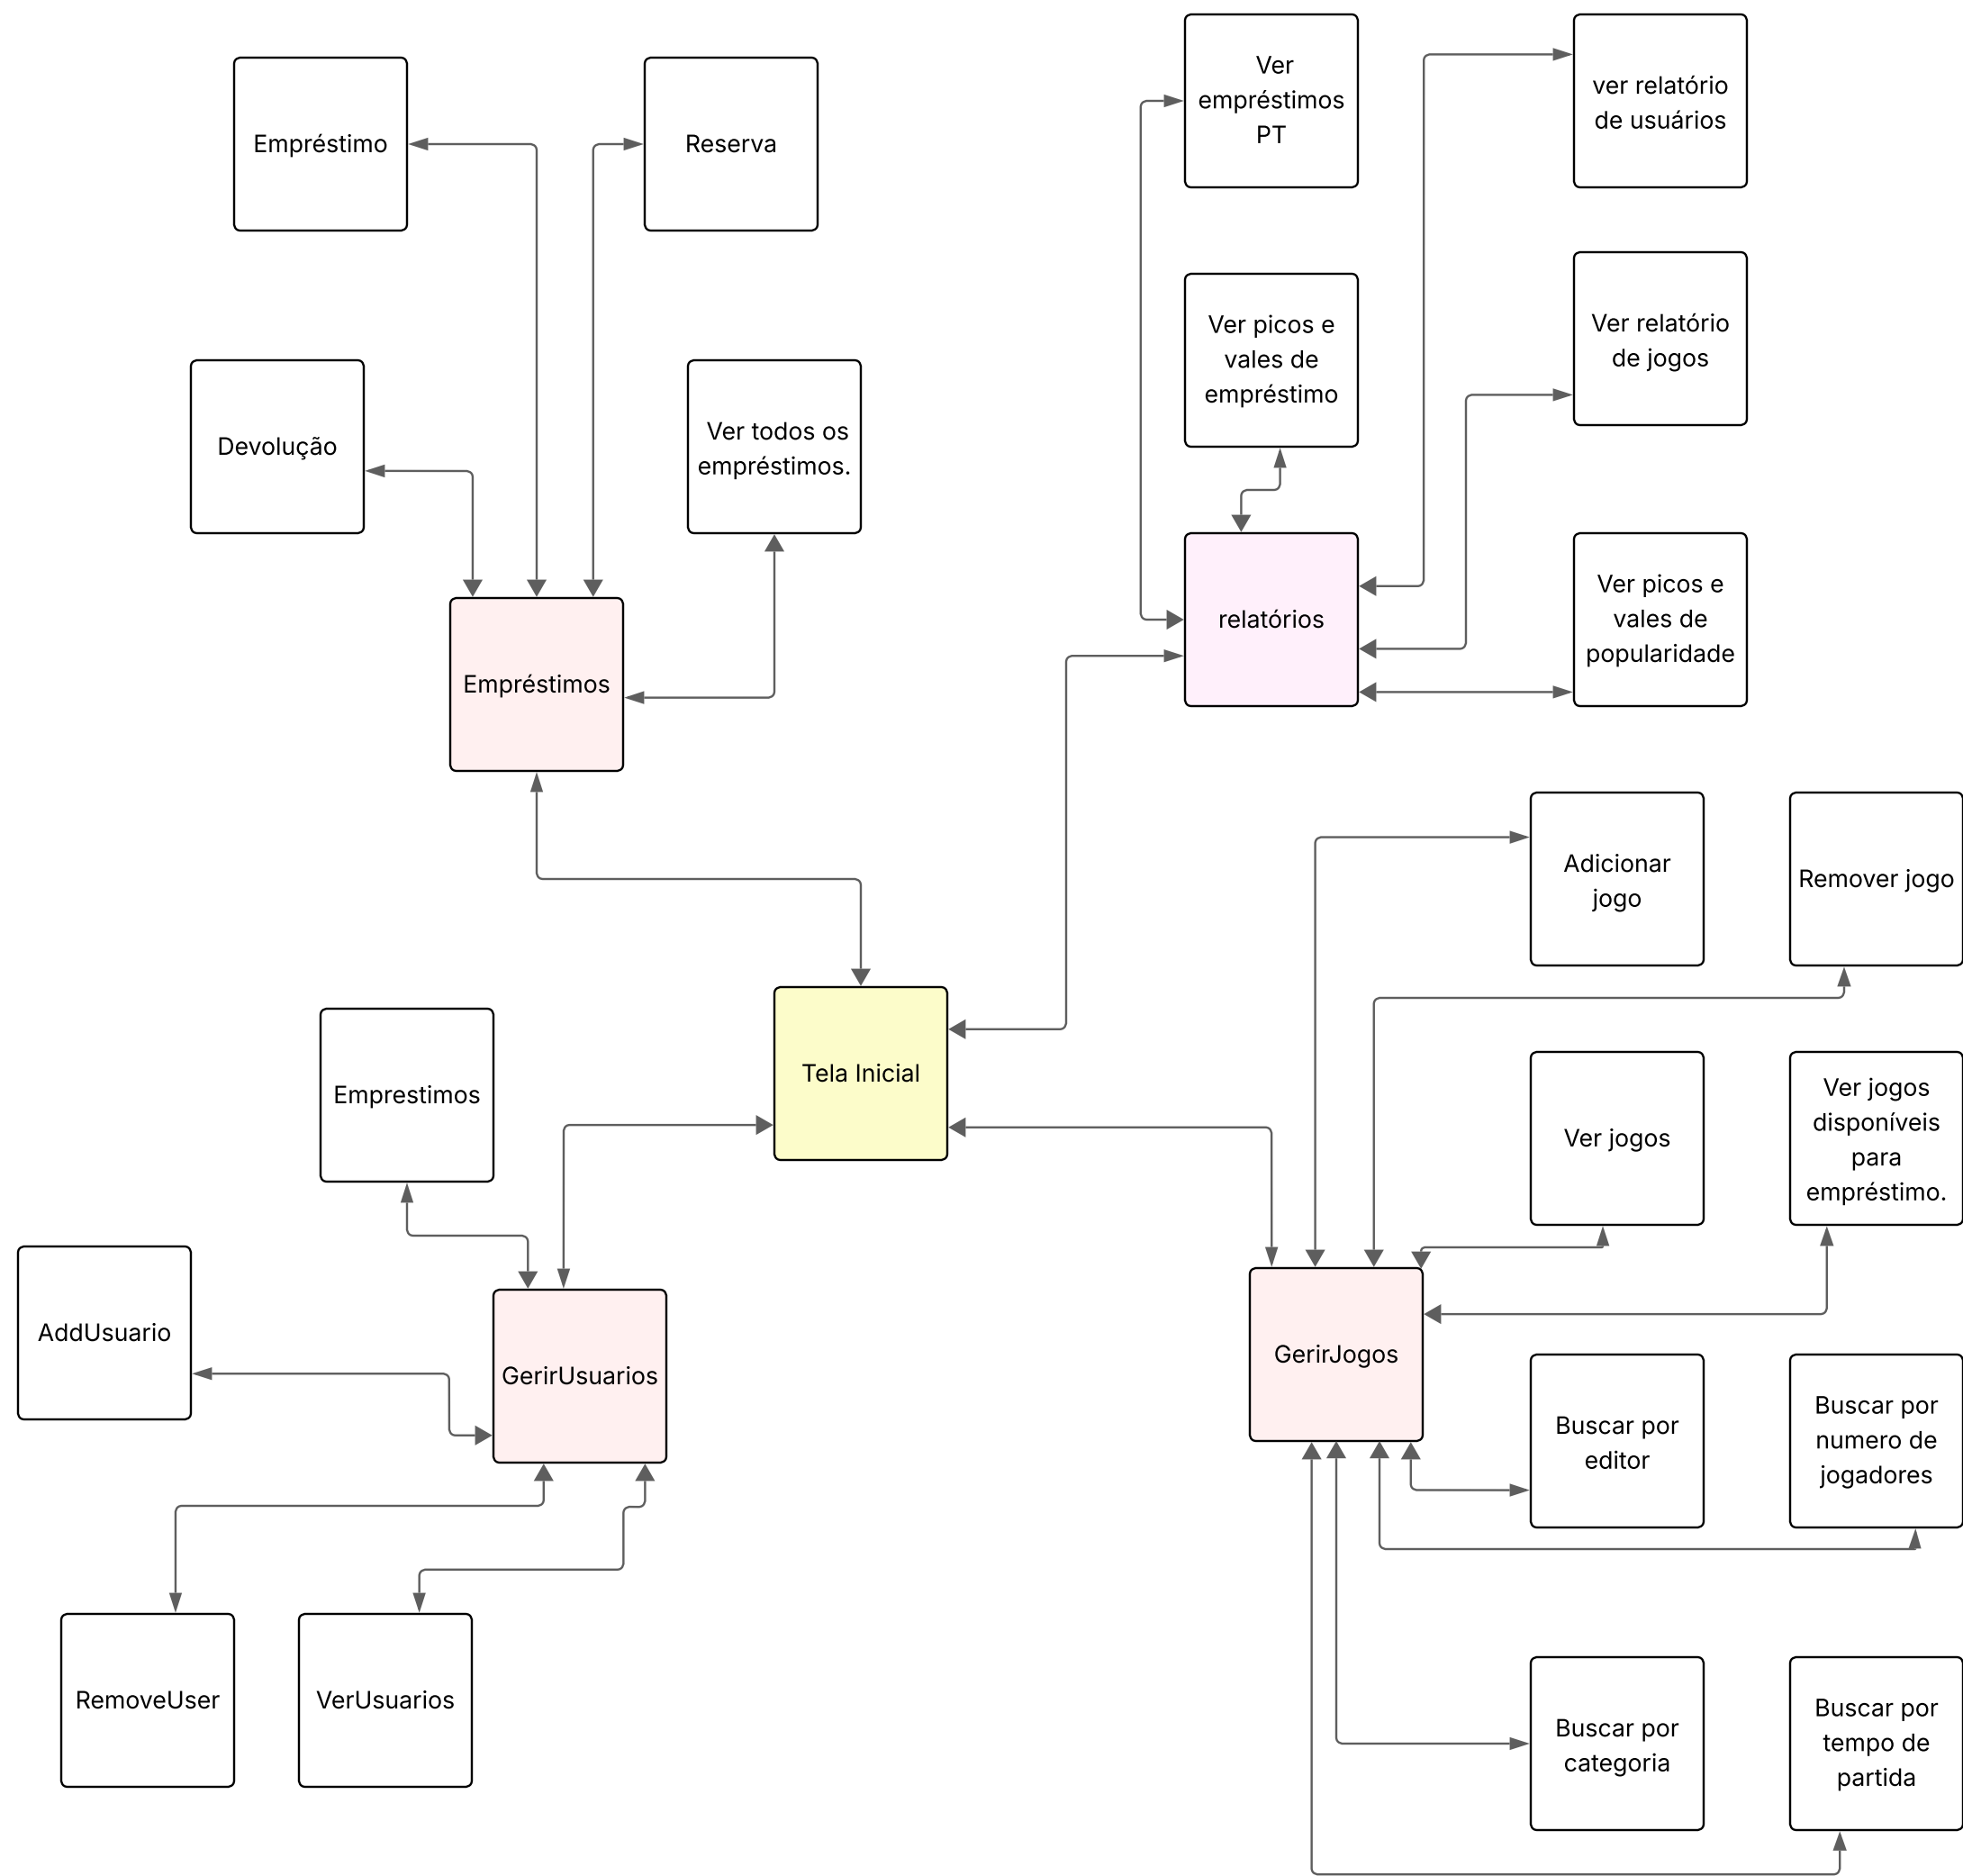 Ver
empréstimos
PT
ver relatório
de usuários
Empréstimo
Reserva
Ver picos e
vales de
empréstimo
Ver relatório
de jogos
Devolução
Ver todos os
empréstimos.
relatórios
Ver picos e
vales de
popularidade
Empréstimos
Adicionar
jogo
Remover jogo
Tela Inicial
Emprestimos
Ver jogos
Ver jogos
disponíveis
para
empréstimo.
AddUsuario
GerirUsuarios
GerirJogos
Buscar por
editor
Buscar por
numero de
jogadores
RemoveUser
VerUsuarios
Buscar por
categoria
Buscar por
tempo de
partida